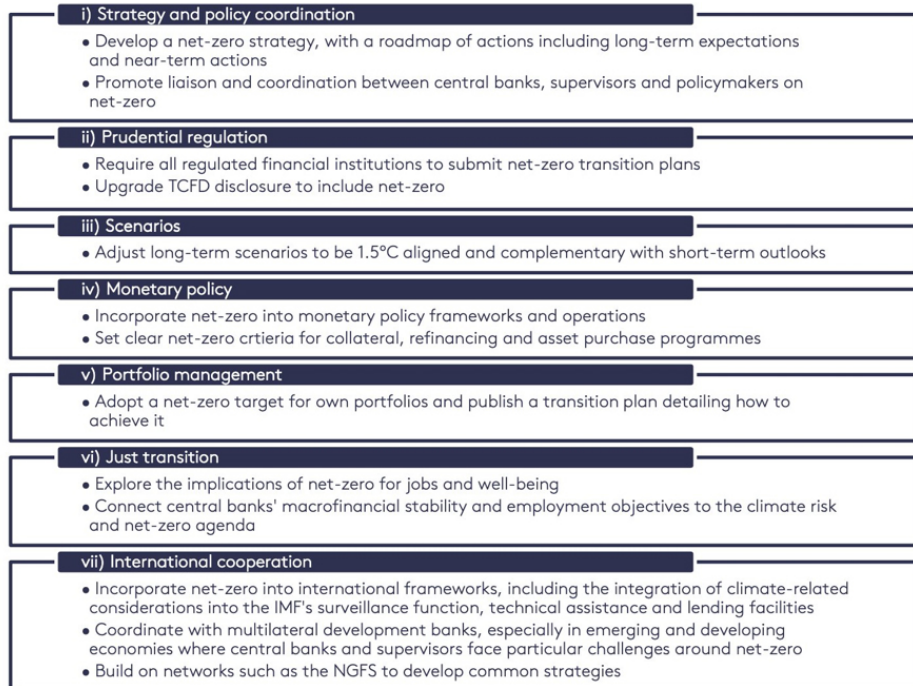 i) Strategy and policy coordination
• Develop a net-zero strategy, with a roadmap of actions including long-term expectations
and near-term actions
• Promote liaison and coordination between central banks, supervisors and policymakers on
net-zero
ii) Prudential regulation
• Require all regulated financial institutions to submit net-zero transition plans
• Upgrade TCFD disclosure to include net-zero
iii) Scenarios
• Adjust long-term scenarios to be 1.5°C aligned and complementary with short-term outlooks
iv) Monetary policy
• Incorporate net-zero into monetary policy frameworks and operations
• Set clear net-zero crtieria for collateral, refinancing and asset purchase programmes
v) Portfolio management
• Adopt a net-zero target for own portfolios and publish a transition plan detailing how to
achieve it
vi) Just transition
• Explore the implications of net-zero for jobs and well-being
• Connect central banks' macrofinancial stability and employment objectives to the climate risk
and net-zero agenda
vii) International cooperation
• Incorporate net-zero into international frameworks, including the integration of climate-related
considerations into the IMF's surveillance function, technical assistance and lending facilities
• Coordinate with multilateral development banks, especially in emerging and developing
economies where central banks and supervisors face particular challenges around net-zero
• Build on networks such as the NGFS to develop common strategies